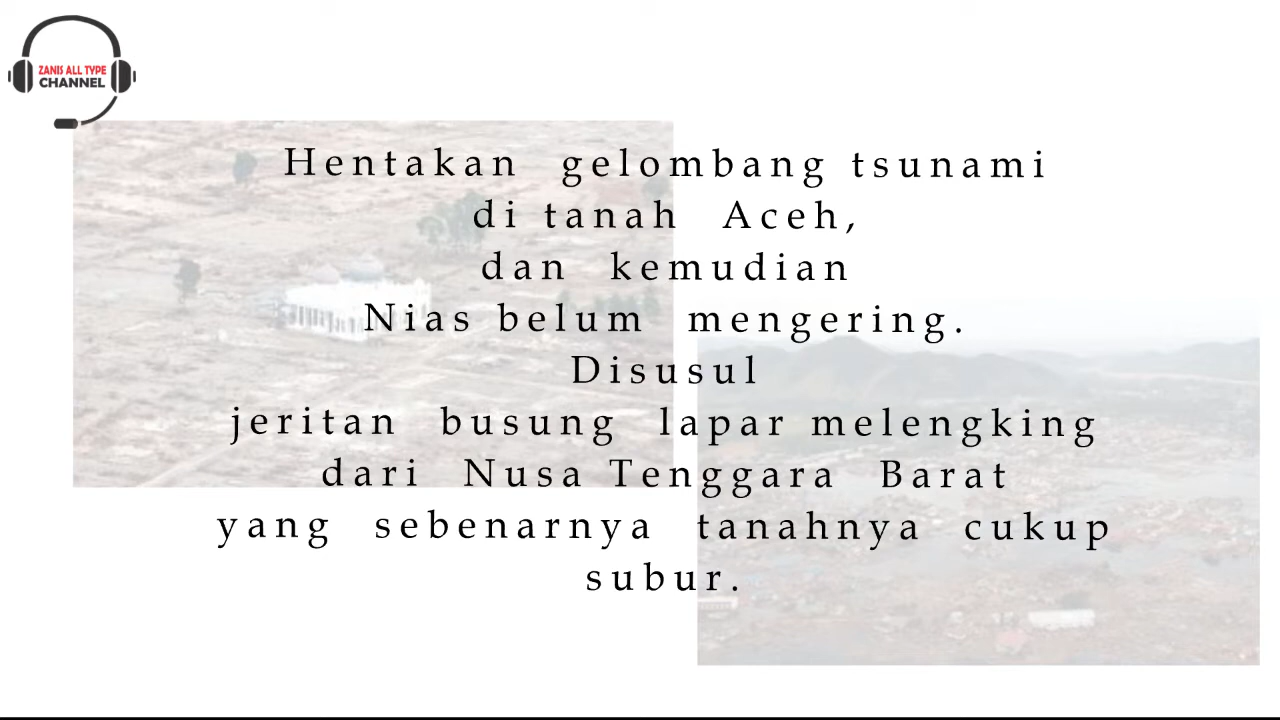 ZANIS ALL TYPE
CHANNEL
Hentakan gelombang tsunami
di tanah Aceh,
dan kemudian
Nias belum mengering.
Disusul
jeritan busung lapar melengking
dari Nusa Tenggara Barat
yang sebenarnya tanahnya cukup
subur.